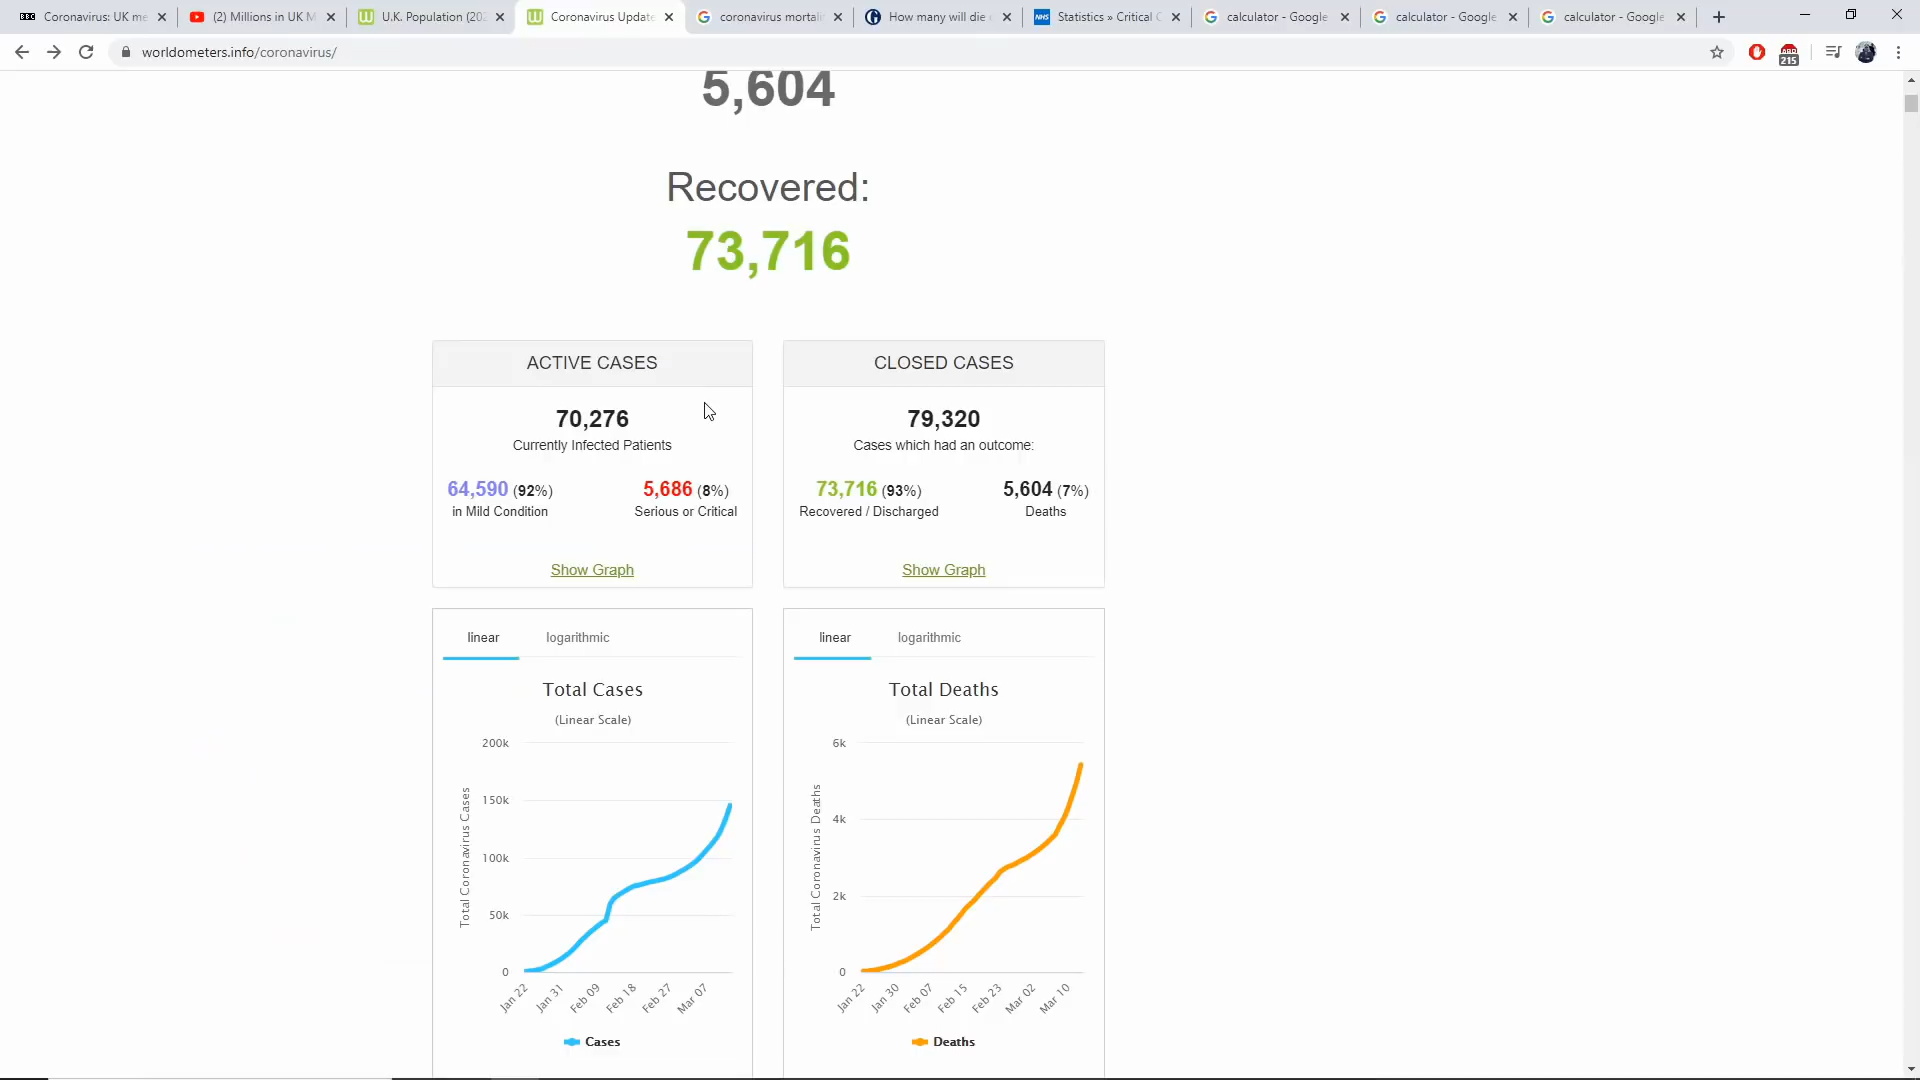 Coronavirus: UK me
(2) Millions in UK M
U.K. Population (202
Coronavirus Update
coronavirus mortali
How many will die
Statistics » Critical C
calculator - Google
calculator - Google
calculator - Google
worldometers.info/coronavirus/
215
5,604
Recovered:
73,716
ACTIVE CASES
70,276
Currently Infected Patients
64,590 (92%)
in Mild Condition
5,686 (8%)
Serious or Critical
Show Graph
CLOSED CASES
79,320
Cases which had an outcome:
73,716 (93%)
Recovered / Discharged
5,604 (7%)
Deaths
Show Graph
linear
logarithmic
Total Cases
(Linear Scale)
Total Coronavirus Cases
200k
150k
100k
50k
0
Jan 22
Jan 31
Feb 09
Feb 18
Feb 27
Mar 07
Cases
linear
logarithmic
Total Deaths
(Linear Scale)
Total Coronavirus Deaths
6k
4k
2k
0
Jan 22
Jan 30
Feb 07
Feb 15
Feb 23
Mar 02
Mar 10
Deaths